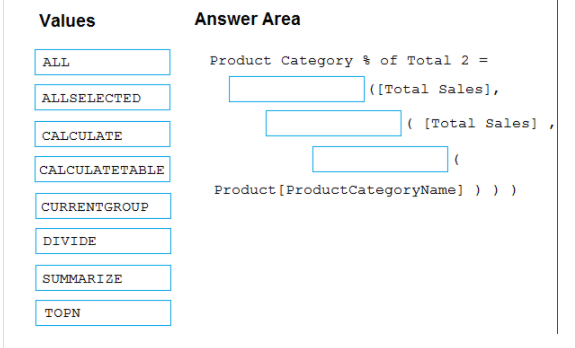 Values
ALL
ALLSELECTED
CALCULATE
CALCULATETABLE
CURRENTGROUP
DIVIDE
SUMMARIZE
TOPN
Answer Area
Product Category % of Total 2 =
([Total Sales],
( [Total Sales] ,
(
Product[ProductCategoryName] ) ) )